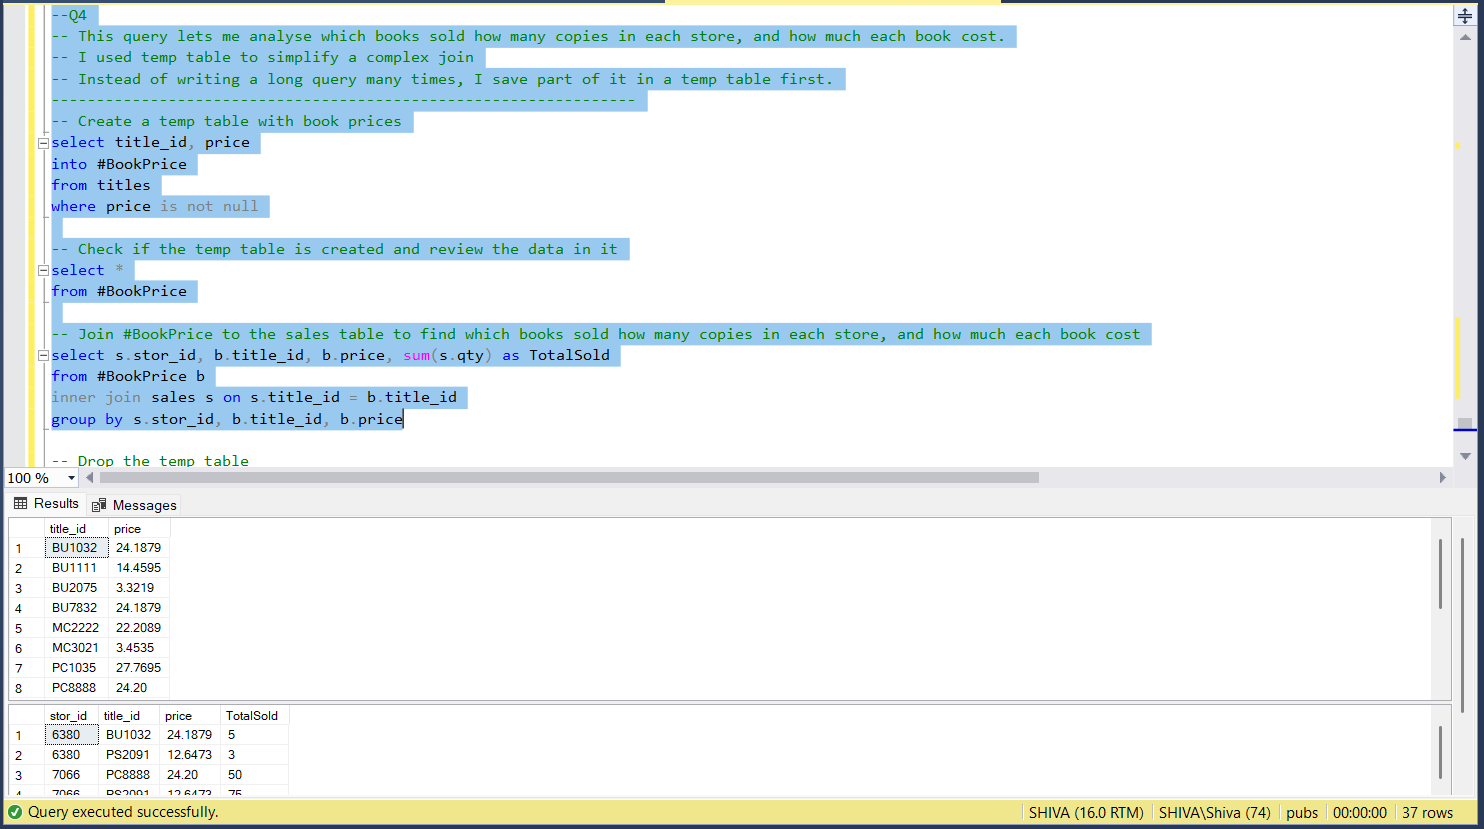 --Q4
-- This query lets me analyse which books sold how many copies in each store, and how much each book cost.
-- I used temp table to simplify a complex join
-- Instead of writing a long query many times, I save part of it in a temp table first.
-----------------------------------------------------------------
-- Create a temp table with book prices
select title_id, price
into #BookPrice
from titles
where price is not null
-- Check if the temp table is created and review the data in it
select *
from #BookPrice
-- Join #BookPrice to the sales table to find which books sold how many copies in each store, and how much each book cost
select s.stor_id, b.title_id, b.price, sum(s.qty) as TotalSold
from #BookPrice b
inner join sales s on s.title_id = b.title_id
group by s.stor_id, b.title_id, b.price
-- Drop the temp table
100 %
Results Messages
title_id price
1 BU1032 24.1879
2 BU1111 14.4595
3 BU2075 3.3219
4 BU7832 24.1879
5 MC2222 22.2089
6 MC3021 3.4535
7 PC1035 27.7695
8 PC8888 24.20
stor_id title_id price TotalSold
1 6380 BU1032 24.1879 5
2 6380 PS2091 12.6473 3
3 7066 PC8888 24.20 50
4 7066 PS2091 12.6473 75
Query executed successfully. SHIVA (16.0 RTM) SHIVA\Shiva (74) pubs 00:00:00 37 rows